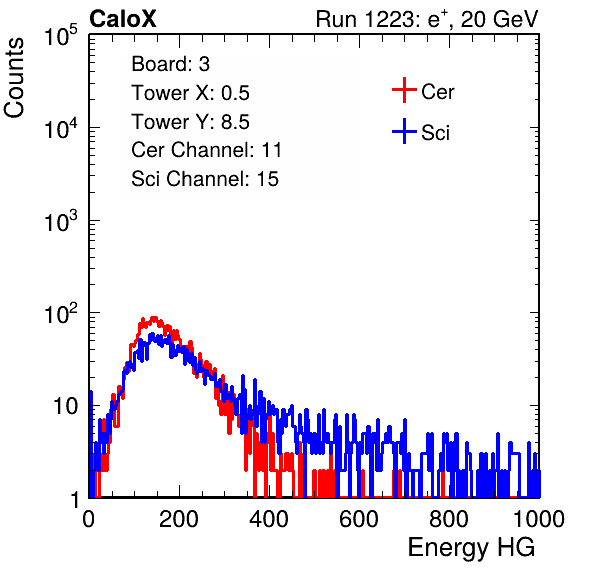 CaloX Run 1223: e⁺, 20 GeV
Counts
Board: 3
Tower X: 0.5
Tower Y: 8.5
Cer Channel: 11
Sci Channel: 15
Cer
Sci
10⁵
10⁴
10³
10²
10
1
0 200 400 600 800 1000
Energy HG